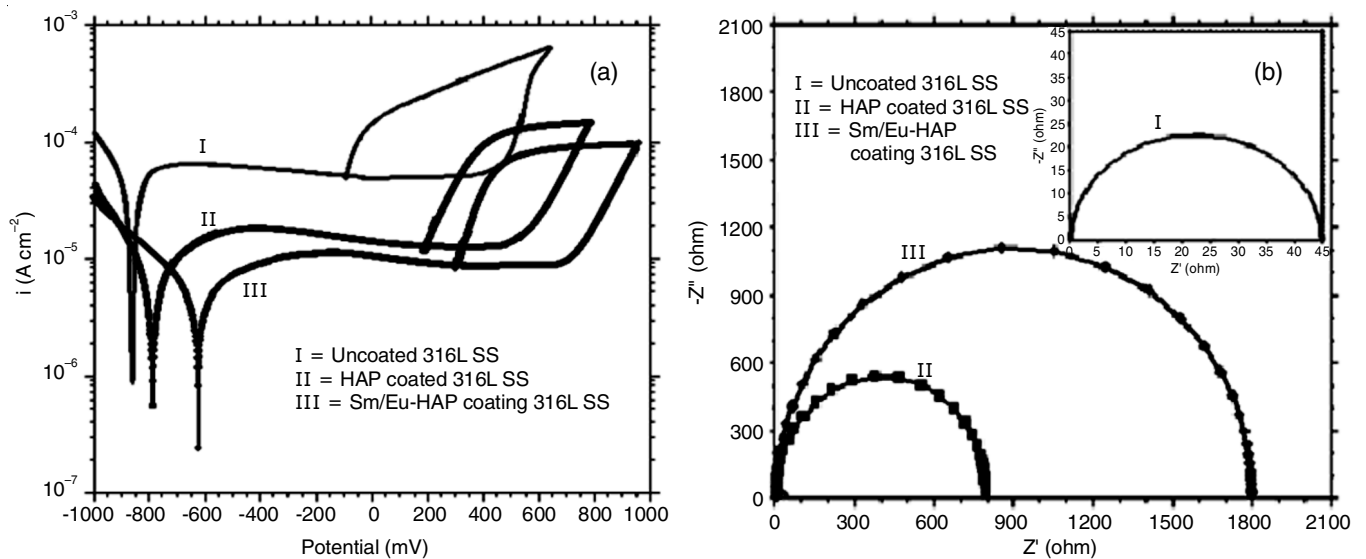 (a)
10⁻³
10⁻⁴
10⁻⁵
10⁻⁶
10⁻⁷
i (A cm⁻²)
I
II
III
I = Uncoated 316L SS
II = HAP coated 316L SS
III = Sm/Eu-HAP coating 316L SS
-1000 -800 -600 -400 -200 0 200 400 600 800 1000
Potential (mV)
(b)
2100
1800
1500
1200
900
600
300
0
-Z" (ohm)
I = Uncoated 316L SS
II = HAP coated 316L SS
III = Sm/Eu-HAP
coating 316L SS
III
II
0 300 600 900 1200 1500 1800 2100
Z' (ohm)
45
40
35
30
25
20
15
10
5
0
-Z" (ohm)
I
0 5 10 15 20 25 30 35 40 45
Z' (ohm)